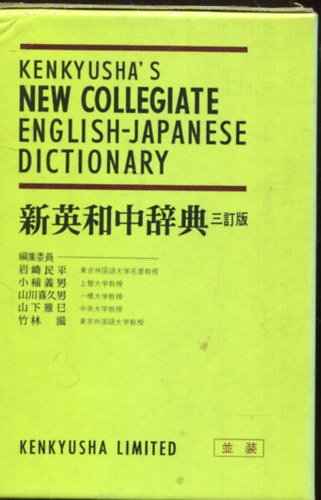 KENKYUSHA'S
NEW COLLEGIATE
ENGLISH-JAPANESE
DICTIONARY
新英和中辞典三訂版
編集委員
岩崎民平 東京外国語大学名誉教授
小稲義男 上智大学教授
山川喜久男 一橋大学教授
山下雅巳 中央大学教授
竹林 滋 東京外国語大学教授
KENKYUSHA LIMITED 並装